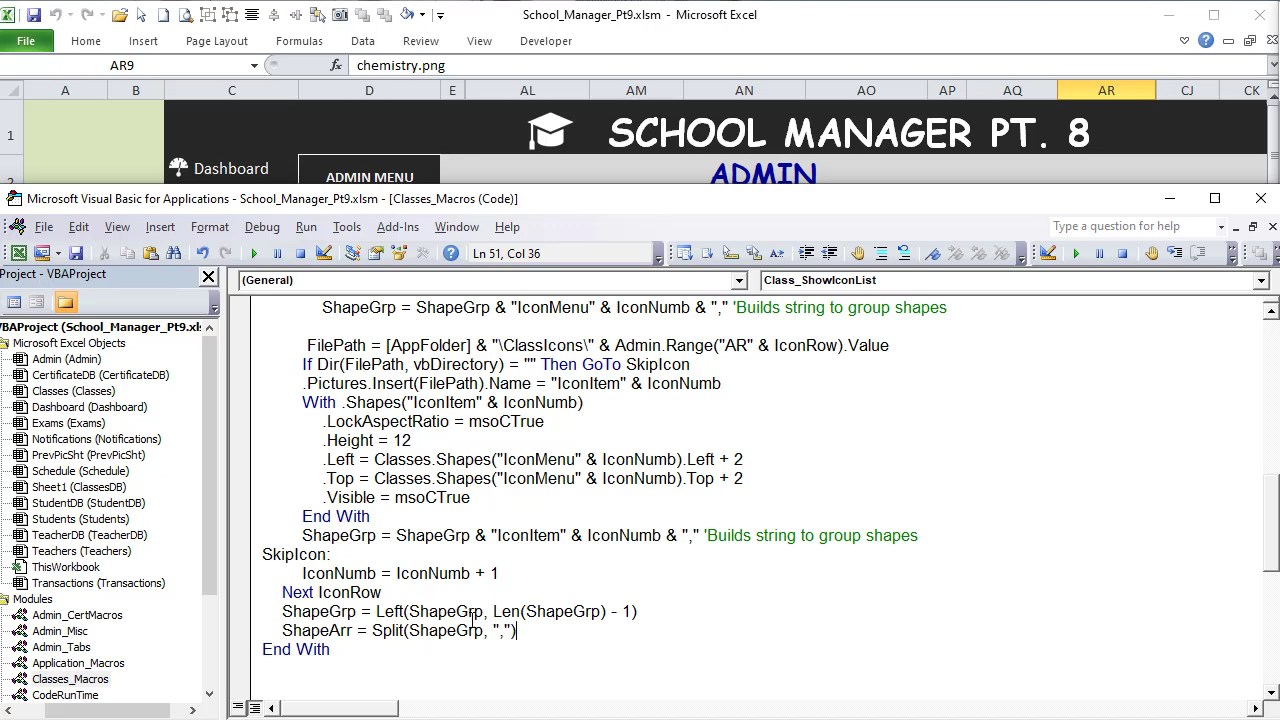 School_Manager_Pt9.xlsm - Microsoft Excel
File Home Insert Page Layout Formulas Data Review View Developer
AR9 fx chemistry.png
A B C D E AL AM AN AO AP AQ AR CJ CK
1 SCHOOL MANAGER PT. 8
Dashboard ADMIN MENU ADMIN
2
Microsoft Visual Basic for Applications - School_Manager_Pt9.xlsm - [Classes_Macros (Code)]
File Edit View Insert Format Debug Run Tools Add-Ins Window Help Type a question for help
Ln 51, Col 36
Project - VBAProject
(General) Class_ShowIconList
VBAProject (School_Manager_Pt9.xls
Microsoft Excel Objects
Admin (Admin)
CertificateDB (CertificateDB)
Classes (Classes)
Dashboard (Dashboard)
Exams (Exams)
Notifications (Notifications)
PrevPicSht (PrevPicSht)
Schedule (Schedule)
Sheet1 (ClassesDB)
StudentDB (StudentDB)
Students (Students)
TeacherDB (TeacherDB)
Teachers (Teachers)
ThisWorkbook
Transactions (Transactions)
Modules
Admin_CertMacros
Admin_Misc
Admin_Tabs
Application_Macros
Classes_Macros
CodeRunTime
ShapeGrp = ShapeGrp & "IconMenu" & IconNumb & "," 'Builds string to group shapes
FilePath = [AppFolder] & "\ClassIcons\" & Admin.Range("AR" & IconRow).Value
If Dir(FilePath, vbDirectory) = "" Then GoTo SkipIcon
.Pictures.Insert(FilePath).Name = "IconItem" & IconNumb
With .Shapes("IconItem" & IconNumb)
.LockAspectRatio = msoCTrue
.Height = 12
.Left = Classes.Shapes("IconMenu" & IconNumb).Left + 2
.Top = Classes.Shapes("IconMenu" & IconNumb).Top + 2
.Visible = msoCTrue
End With
ShapeGrp = ShapeGrp & "IconItem" & IconNumb & "," 'Builds string to group shapes
SkipIcon:
IconNumb = IconNumb + 1
Next IconRow
ShapeGrp = Left(ShapeGrp, Len(ShapeGrp) - 1)
ShapeArr = Split(ShapeGrp, ",")
End With